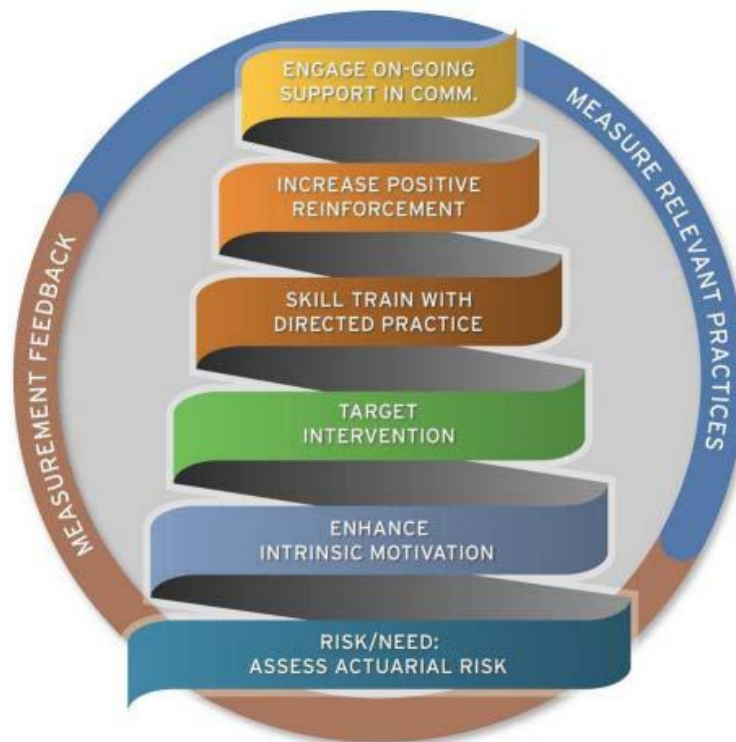 ENGAGE ON-GOING
SUPPORT IN COMM.
INCREASE POSITIVE
REINFORCEMENT
SKILL TRAIN WITH
DIRECTED PRACTICE
TARGET
INTERVENTION
ENHANCE
INTRINSIC MOTIVATION
RISK/NEED:
ASSESS ACTUARIAL RISK
MEASURE RELEVANT PRACTICES
MEASUREMENT FEEDBACK